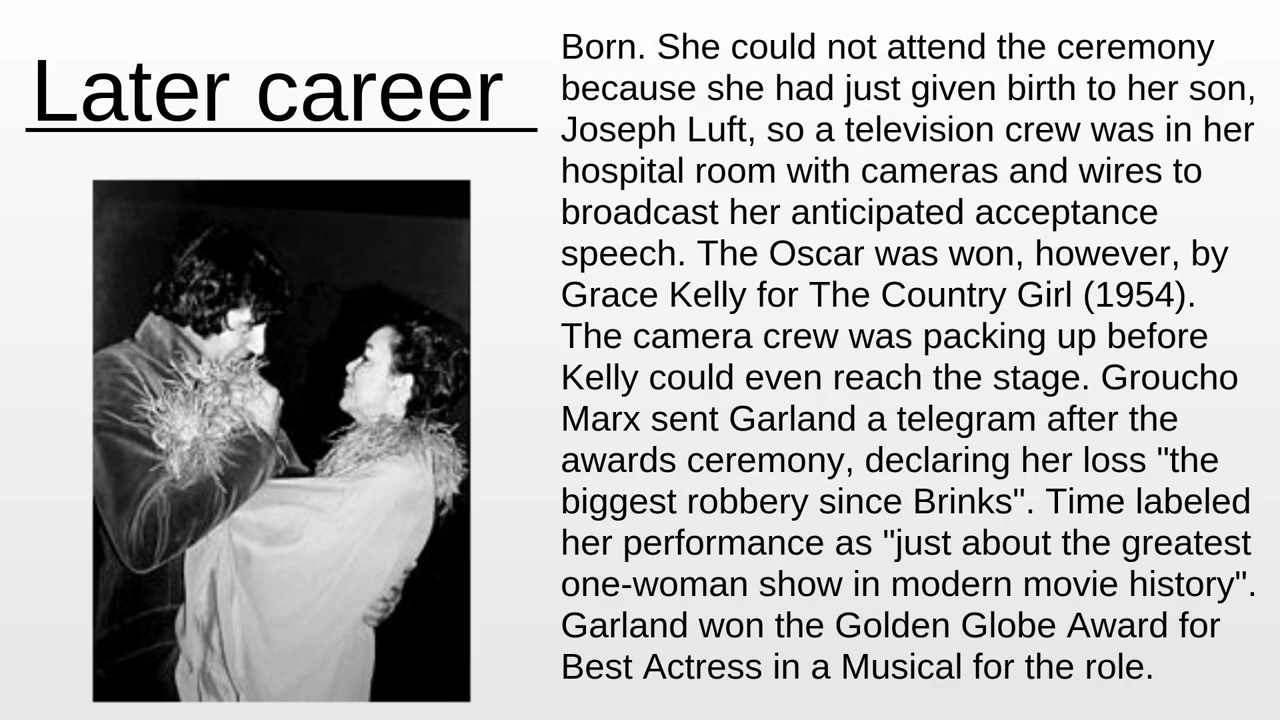 Later career
Born. She could not attend the ceremony
because she had just given birth to her son,
Joseph Luft, so a television crew was in her
hospital room with cameras and wires to
broadcast her anticipated acceptance
speech. The Oscar was won, however, by
Grace Kelly for The Country Girl (1954).
The camera crew was packing up before
Kelly could even reach the stage. Groucho
Marx sent Garland a telegram after the
awards ceremony, declaring her loss "the
biggest robbery since Brinks". Time labeled
her performance as "just about the greatest
one-woman show in modern movie history".
Garland won the Golden Globe Award for
Best Actress in a Musical for the role.